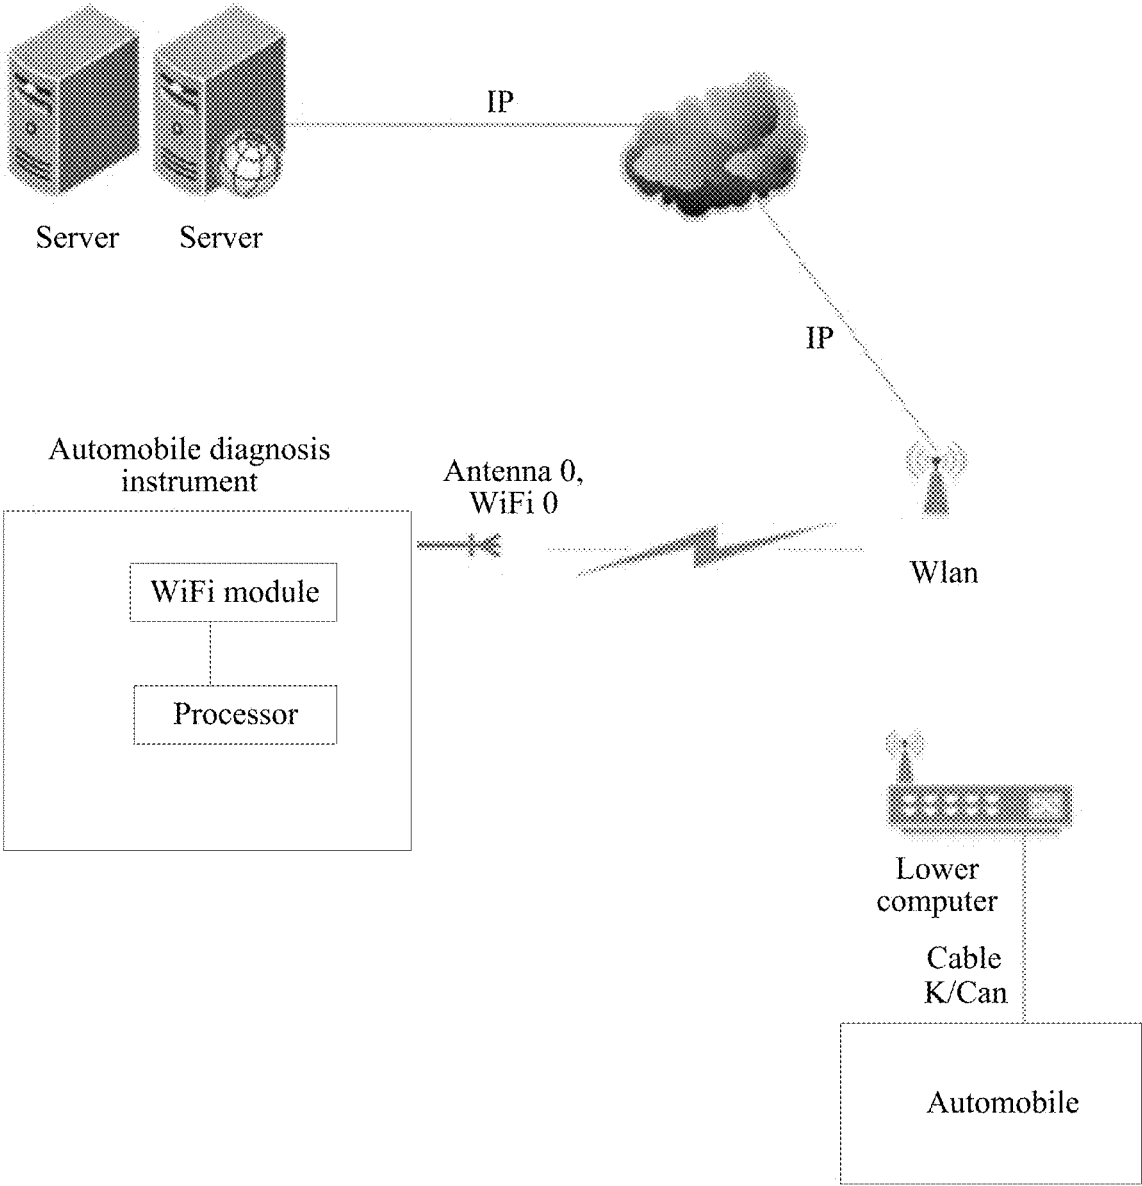 IP
Server
Server
IP
Automobile diagnosis
instrument
Antenna 0,
WiFi 0
WiFi module
Wlan
Processor
Lower
computer
Cable
K/Can
Automobile